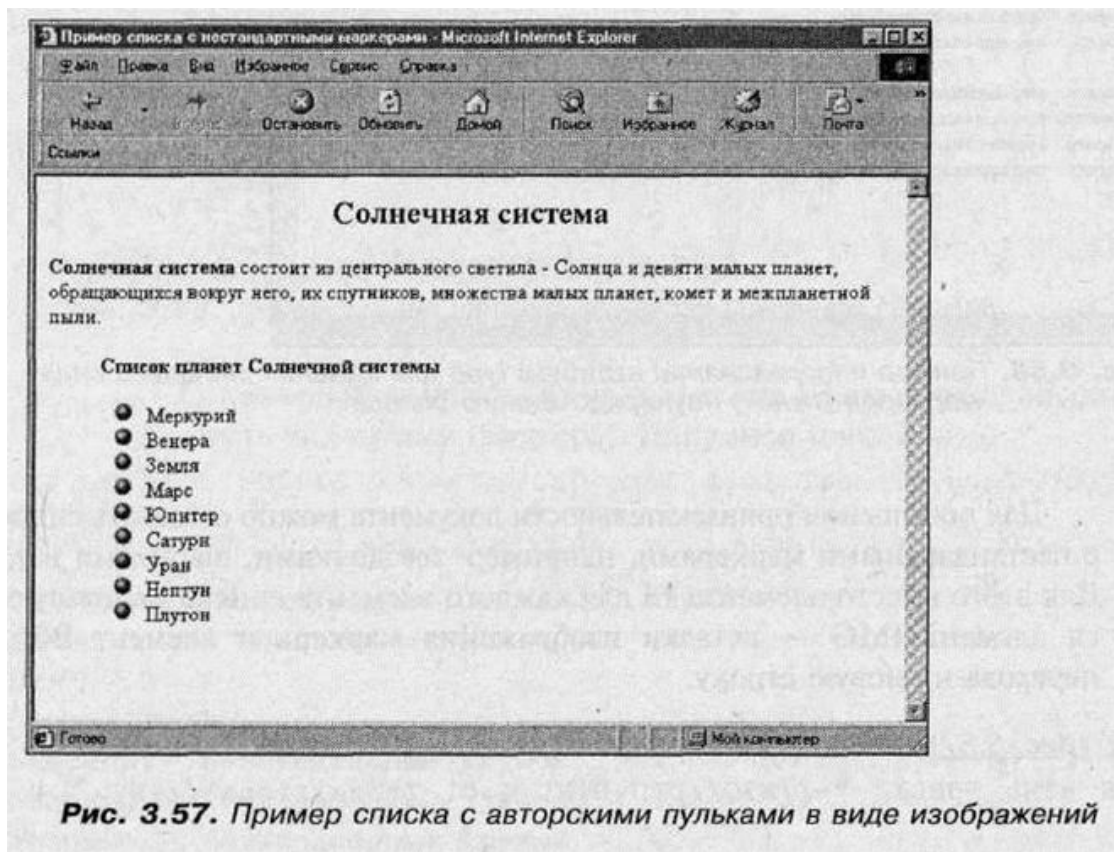 Пример списка с нестандартными маркерами - Microsoft Internet Explorer
Файл Правка Вид Избранное Сервис Справка
Назад Остановить Обновить Домой Поиск Избранное Журнал Почта
Ссылки
Солнечная система
Солнечная система состоит из центрального светила - Солнца и девяти малых планет,
обращающихся вокруг него, их спутников, множества малых планет, комет и межпланетной
пыли.
Список планет Солнечной системы
Меркурий
Венера
Земля
Марс
Юпитер
Сатурн
Уран
Нептун
Плутон
Готово Мой компьютер
Рис. 3.57. Пример списка с авторскими пульками в виде изображений